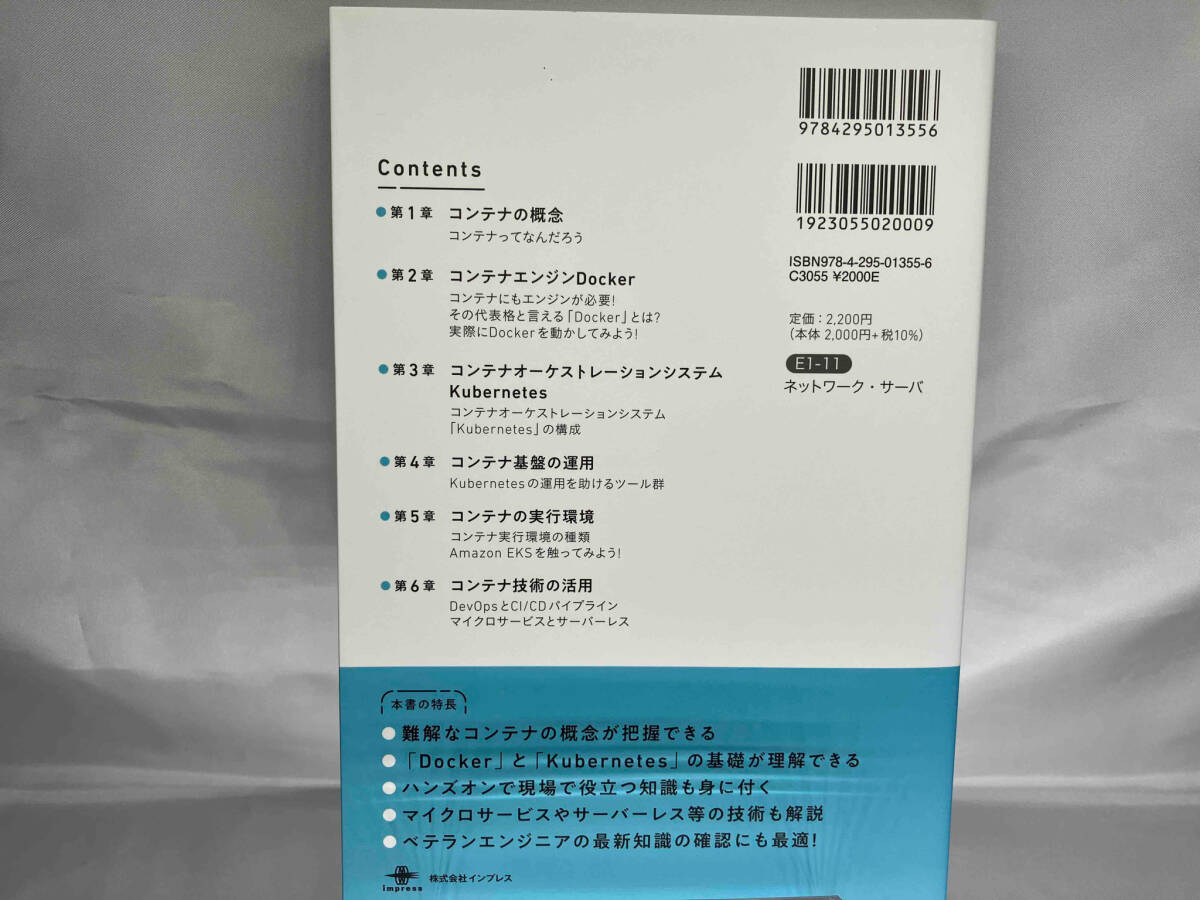 9784295013556
1923055020009
ISBN978-4-295-01355-6
C3055 ¥2000E
定価：2,200円
（本体 2,000円+税10%）
E1-11
ネットワーク・サーバ
Contents
第1章 コンテナの概念
コンテナってなんだろう
第2章 コンテナエンジンDocker
コンテナにもエンジンが必要！
その代表格と言える「Docker」とは？
実際にDockerを動かしてみよう！
第3章 コンテナオーケストレーションシステム
Kubernetes
コンテナオーケストレーションシステム
「Kubernetes」の構成
第4章 コンテナ基盤の運用
Kubernetesの運用を助けるツール群
第5章 コンテナの実行環境
コンテナ実行環境の種類
Amazon EKSを触ってみよう！
第6章 コンテナ技術の活用
DevOpsとCI/CDパイプライン
マイクロサービスとサーバーレス
本書の特長
難解なコンテナの概念が把握できる
「Docker」と「Kubernetes」の基礎が理解できる
ハンズオンで現場で役立つ知識も身に付く
マイクロサービスやサーバーレス等の技術も解説
ベテランエンジニアの最新知識の確認にも最適！
impress 株式会社インプレス